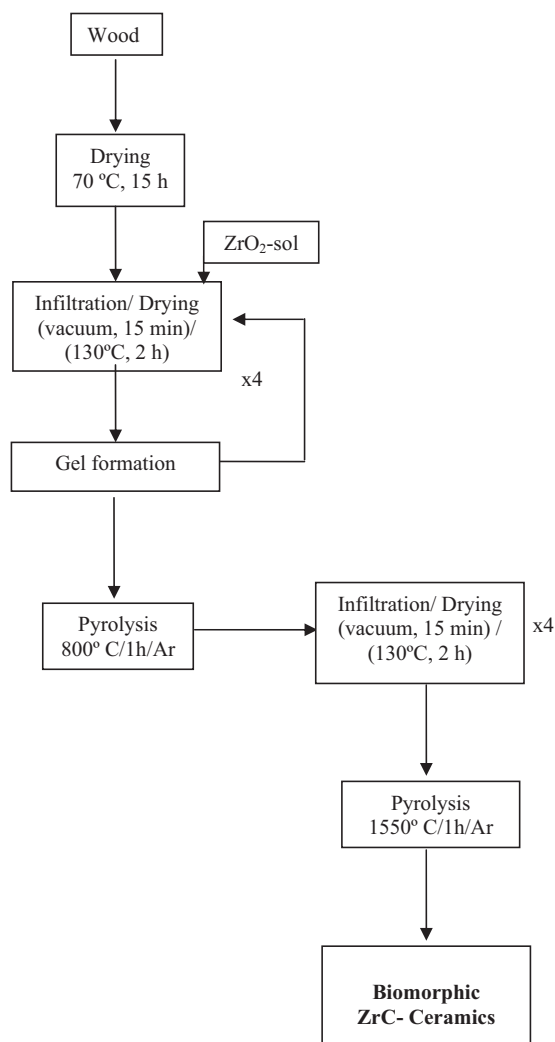 Wood
Drying
70 ºC, 15 h
ZrO₂-sol
Infiltration/ Drying
(vacuum, 15 min)/
(130ºC, 2 h)
x4
Gel formation
Pyrolysis
800º C/1h/Ar
Infiltration/ Drying
(vacuum, 15 min) /
(130ºC, 2 h)
x4
Pyrolysis
1550º C/1h/Ar
Biomorphic
ZrC- Ceramics